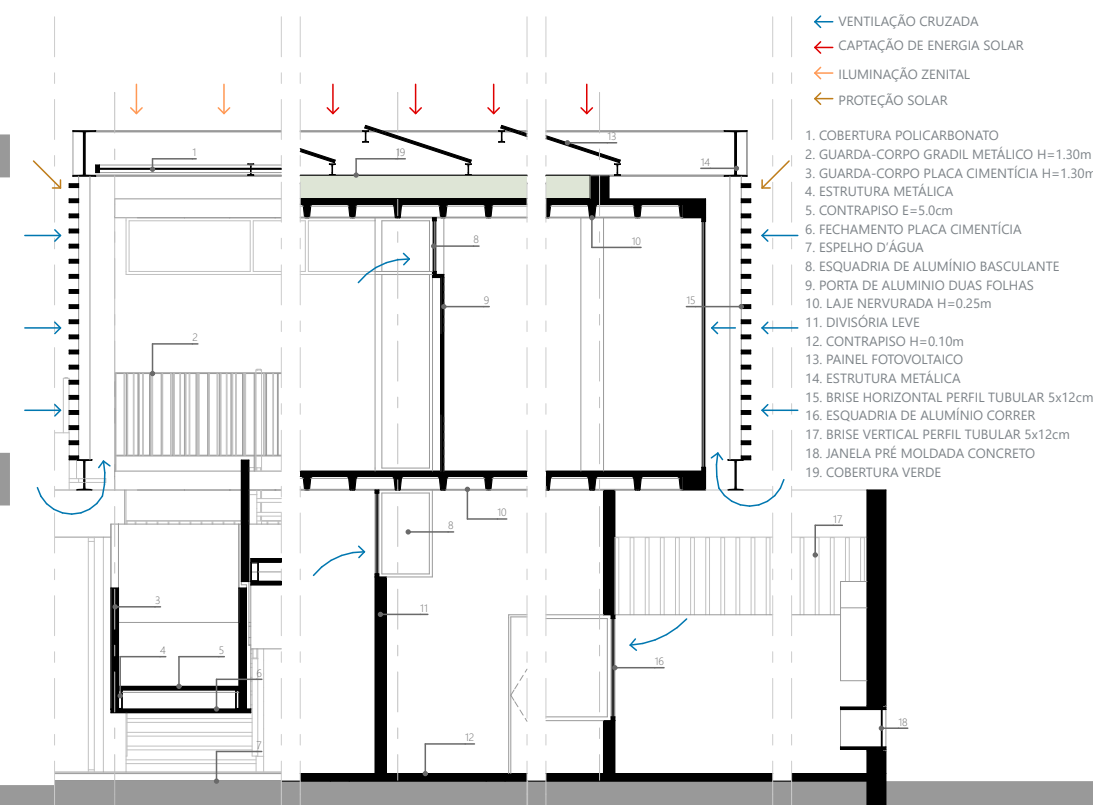 VENTILAÇÃO CRUZADA
CAPTAÇÃO DE ENERGIA SOLAR
ILUMINAÇÃO ZENITAL
PROTEÇÃO SOLAR
1. COBERTURA POLICARBONATO
2. GUARDA-CORPO GRADIL METÁLICO H=1.30m
3. GUARDA-CORPO PLACA CIMENTÍCIA H=1.30m
4. ESTRUTURA METÁLICA
5. CONTRAPISO E=5.0cm
6. FECHAMENTO PLACA CIMENTÍCIA
7. ESPELHO D'ÁGUA
8. ESQUADRIA DE ALUMÍNIO BASCULANTE
9. PORTA DE ALUMINIO DUAS FOLHAS
10. LAJE NERVURADA H=0.25m
11. DIVISÓRIA LEVE
12. CONTRAPISO H=0.10m
13. PAINEL FOTOVOLTAICO
14. ESTRUTURA METÁLICA
15. BRISE HORIZONTAL PERFIL TUBULAR 5x12cm
16. ESQUADRIA DE ALUMÍNIO CORRER
17. BRISE VERTICAL PERFIL TUBULAR 5x12cm
18. JANELA PRÉ MOLDADA CONCRETO
19. COBERTURA VERDE
13
1
19
14
8
10
15
9
2
10
17
8
3
11
4
5
16
6
18
12
7